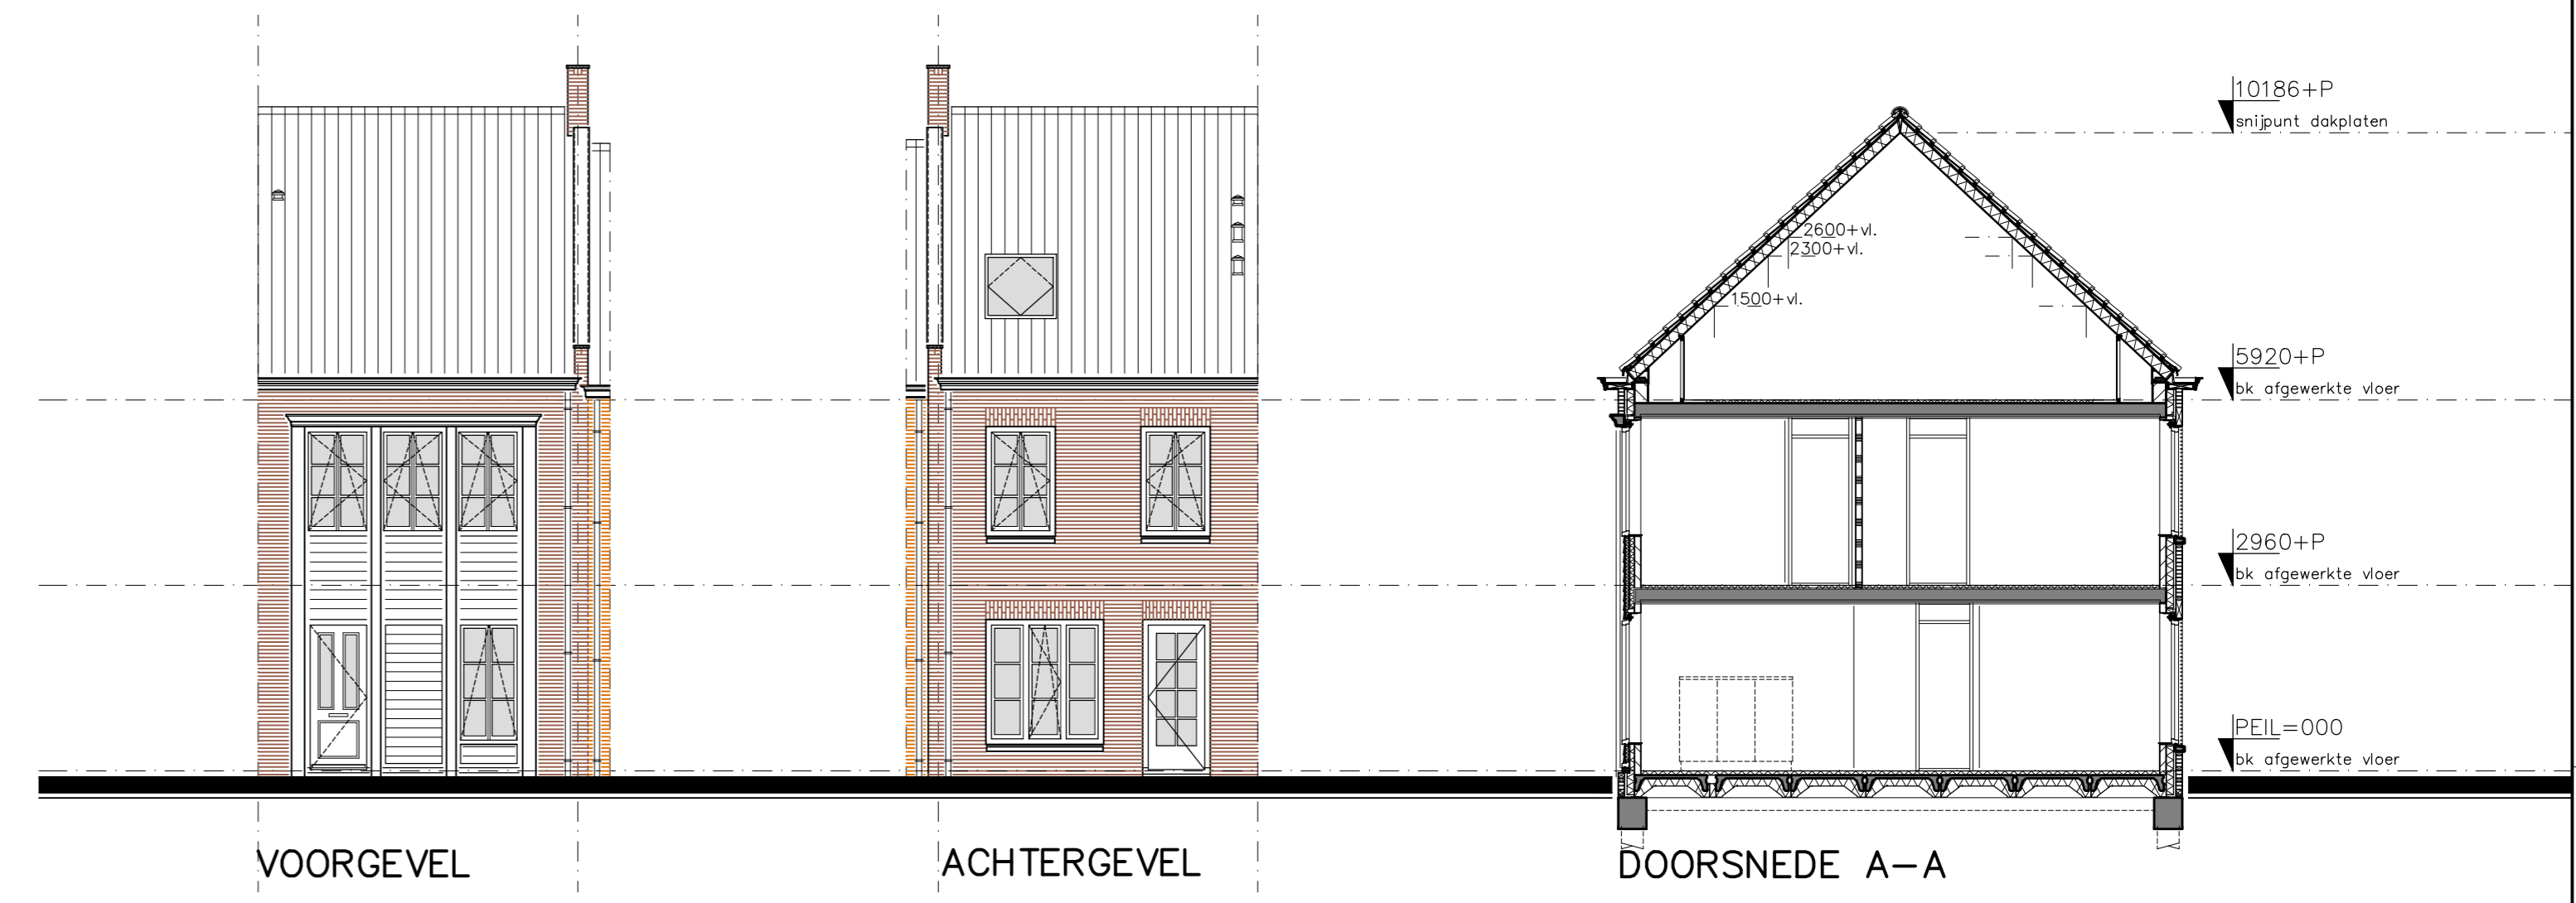 10186+P
snijpunt dakplaten
2600+vl.
2300+vl.
1500+vl.
5920+P
bk afgewerkte vloer
2960+P
bk afgewerkte vloer
PEIL=000
bk afgewerkte vloer
VOORGEVEL
ACHTERGEVEL
DOORSNEDE A-A